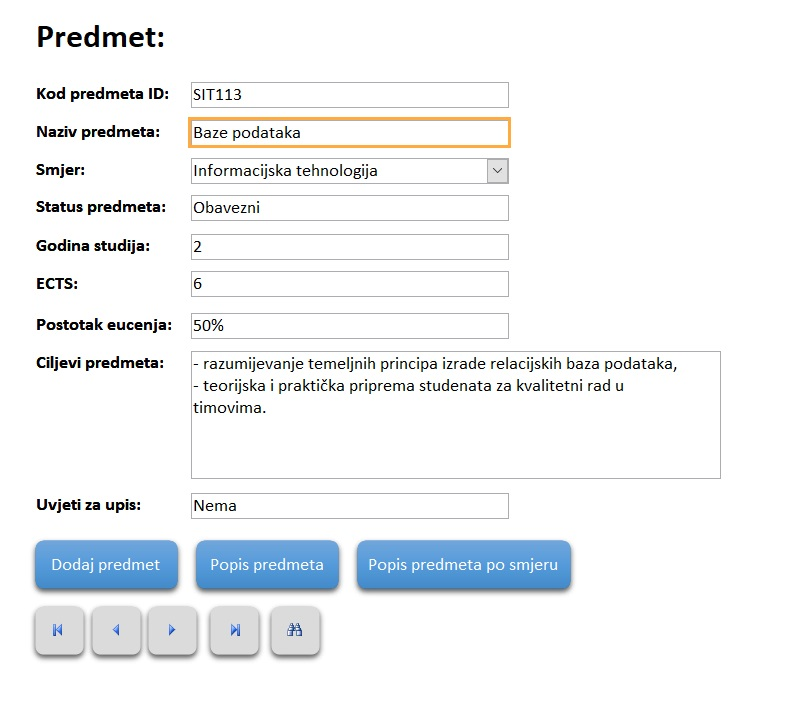 Predmet:
Kod predmeta ID: SIT113
Naziv predmeta: Baze podataka
Smjer: Informacijska tehnologija
Status predmeta: Obavezni
Godina studija: 2
ECTS: 6
Postotak eucenja: 50%
Ciljevi predmeta: - razumijevanje temeljnih principa izrade relacijskih baza podataka,
- teorijska i praktička priprema studenata za kvalitetni rad u
timovima.
Uvjeti za upis: Nema
Dodaj predmet Popis predmeta Popis predmeta po smjeru